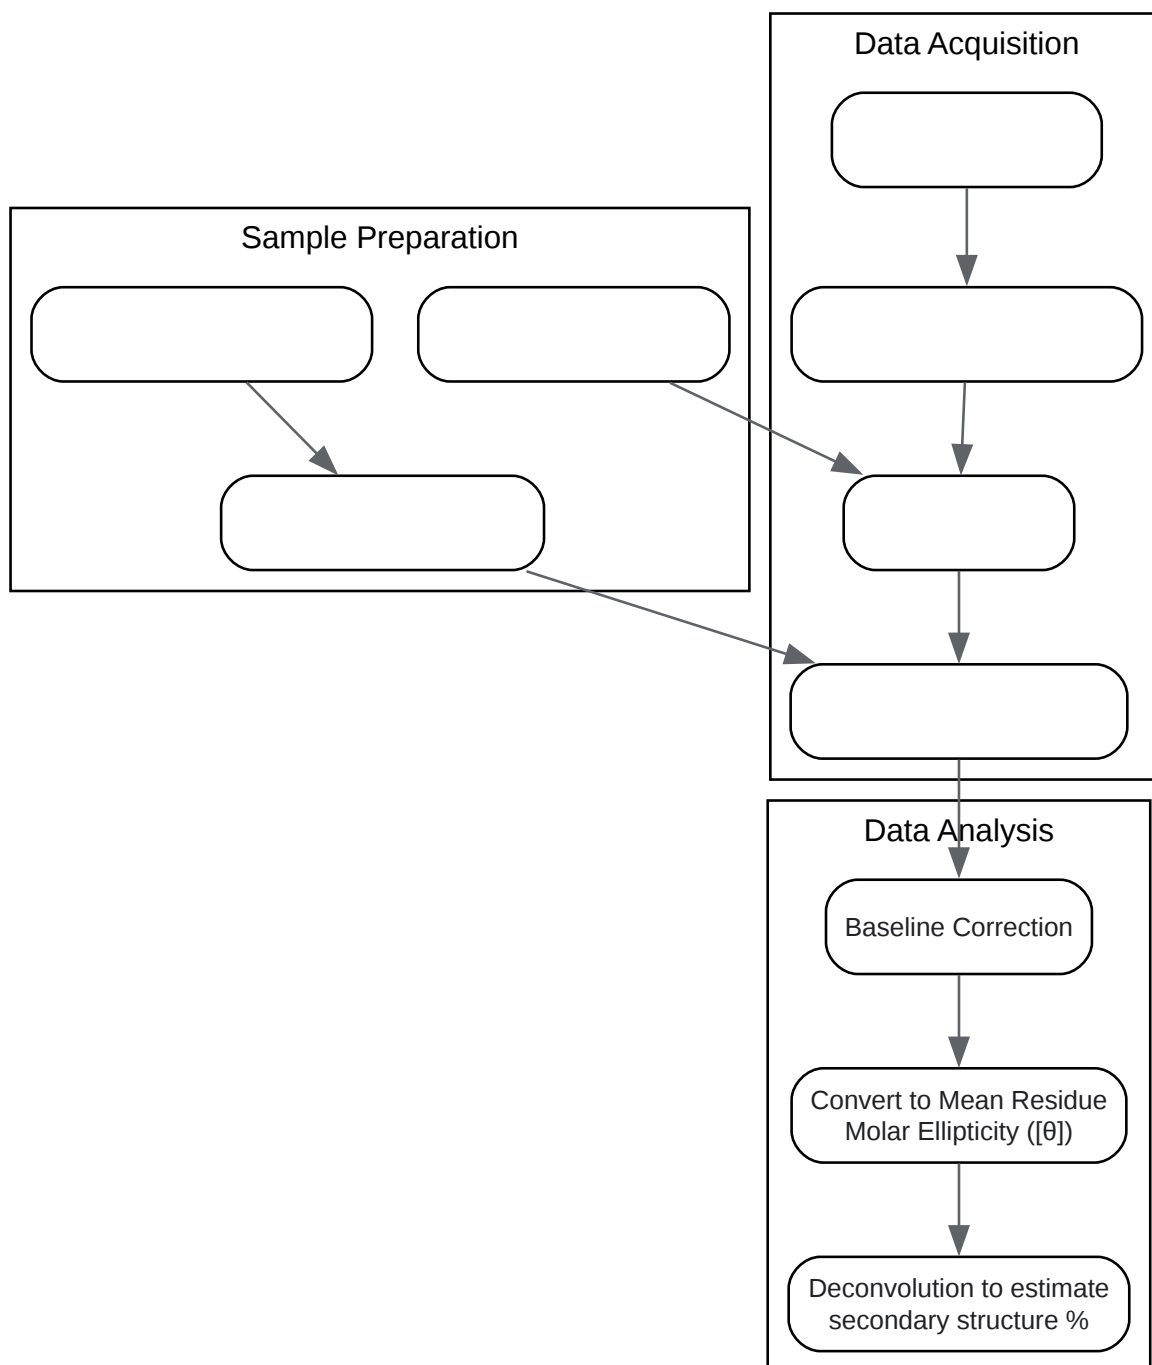 Data Acquisition
Sample Preparation
Data Analysis
Baseline Correction
Convert to Mean Residue
Molar Ellipticity ([θ])
Deconvolution to estimate
secondary structure %